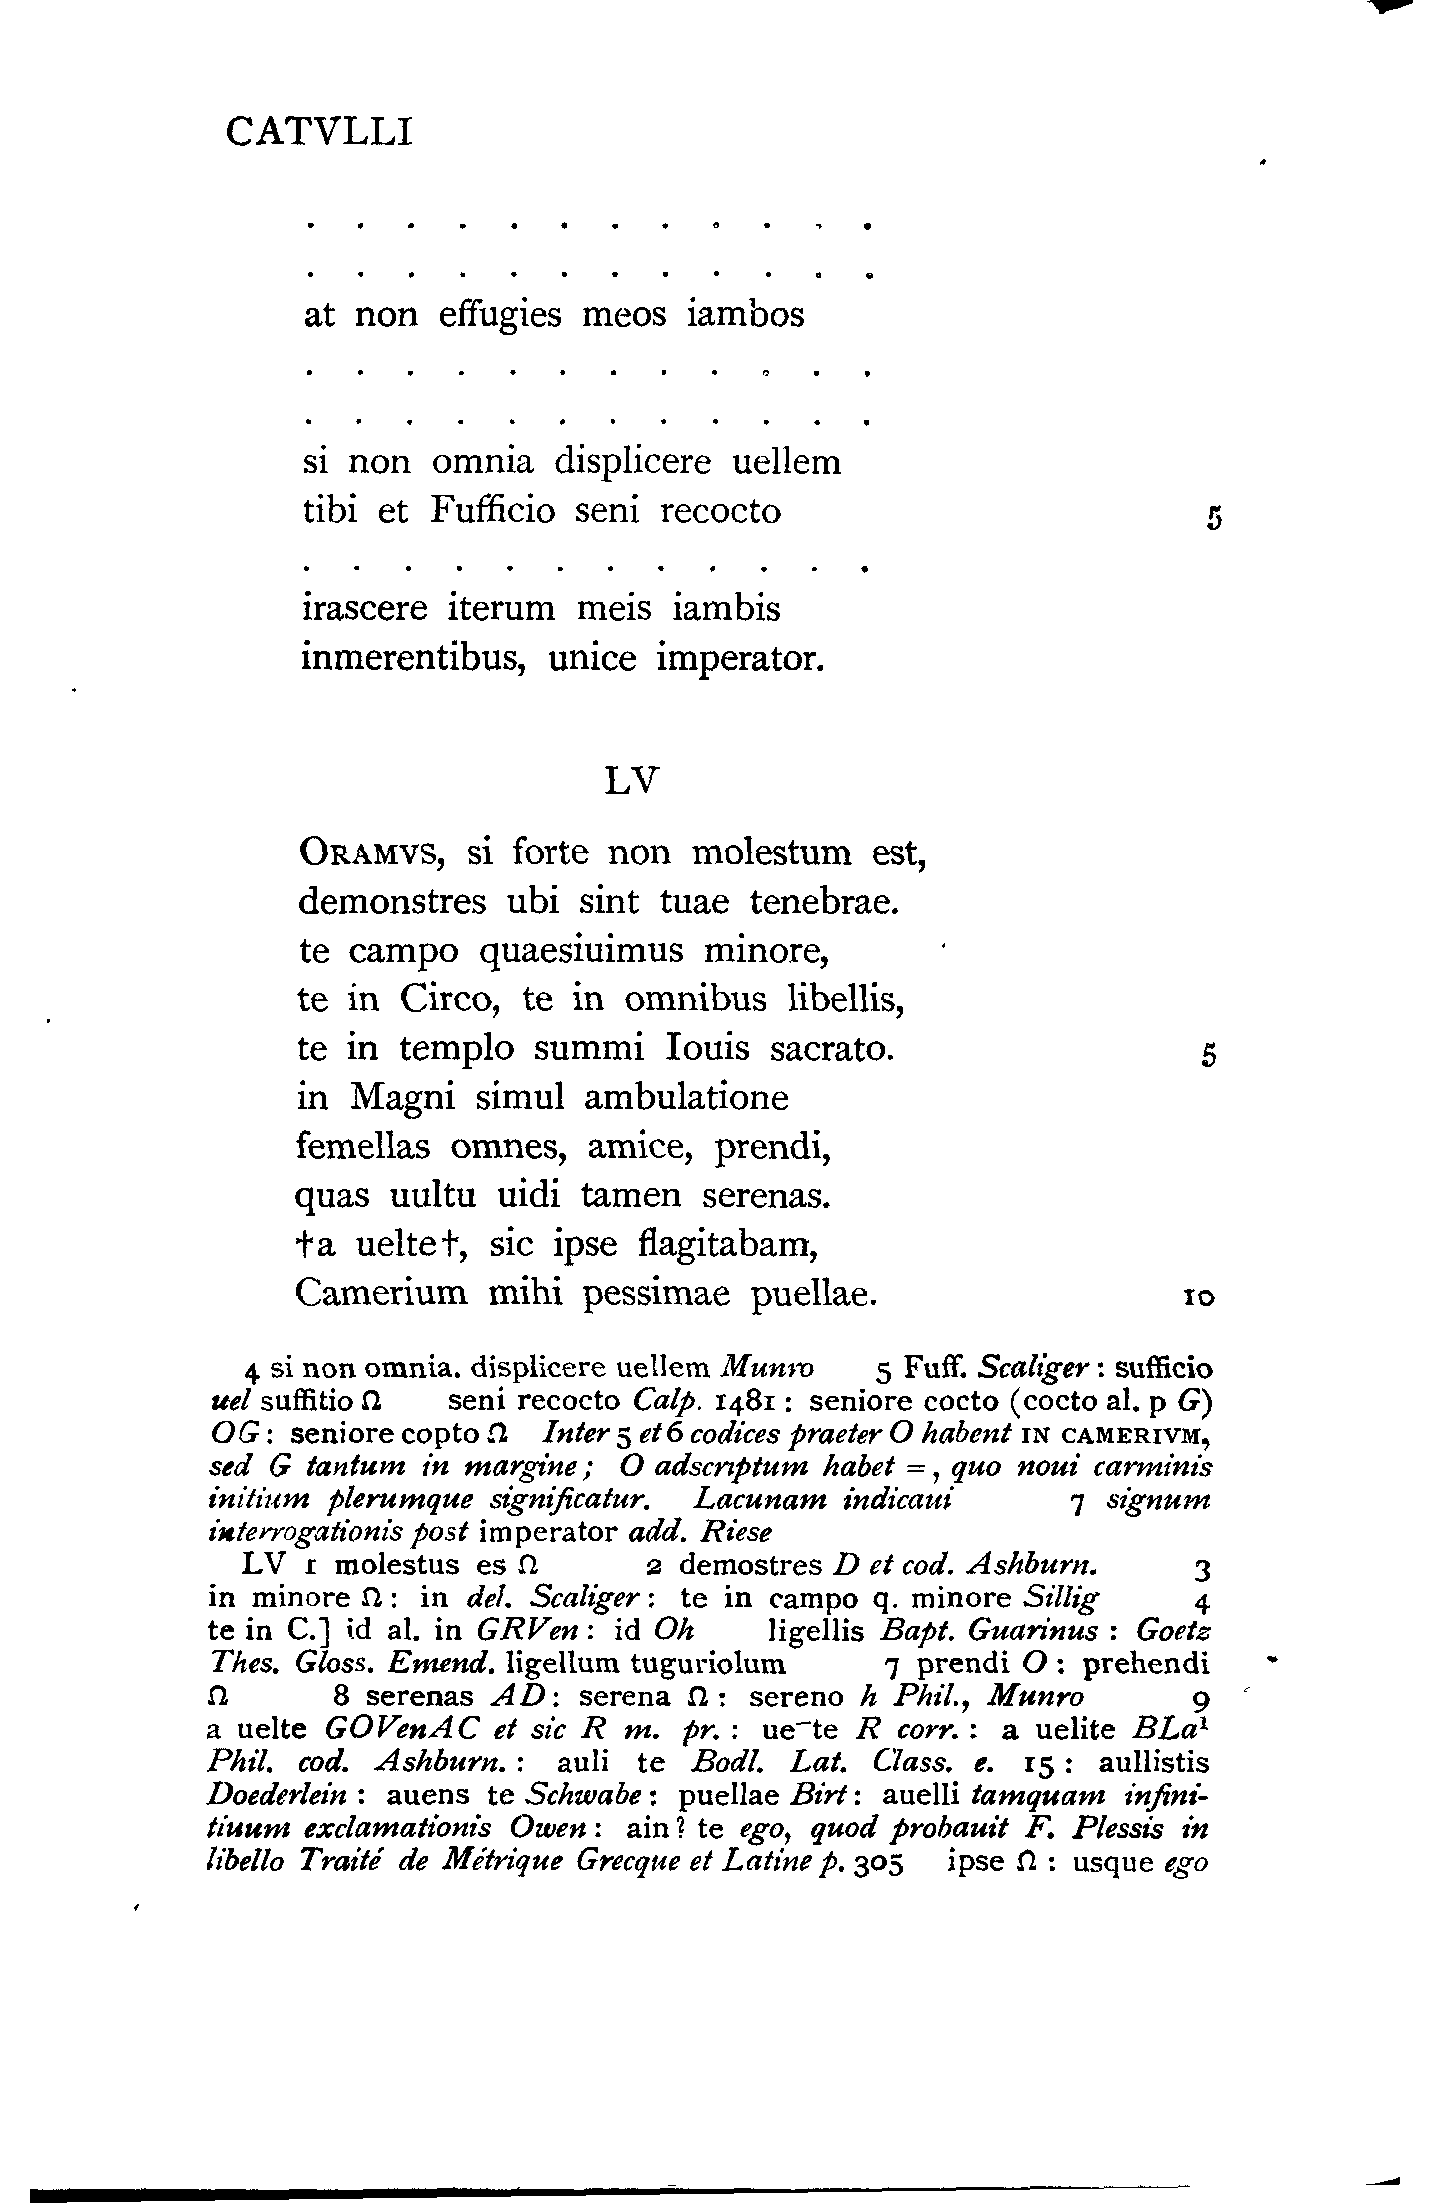 CATVLLI
. . . . . . . . . . . .
. . . . . . . . . . . .
at non effugies meos iambos
. . . . . . . . . . . .
. . . . . . . . . . . .
si non omnia displicere uellem
tibi et Fufficio seni recocto 5
. . . . . . . . . . . .
irascere iterum meis iambis
inmerentibus, unice imperator.
LV
ORAMVS, si forte non molestum est,
demonstres ubi sint tuae tenebrae.
te campo quaesiuimus minore,
te in Circo, te in omnibus libellis,
te in templo summi Iouis sacrato. 5
in Magni simul ambulatione
femellas omnes, amice, prendi,
quas uultu uidi tamen serenas.
†a uelte†, sic ipse flagitabam,
Camerium mihi pessimae puellae. 10
4 si non omnia. displicere uellem Munro 5 Fuff. Scaliger : sufficio
uel suffitio Ω seni recocto Calp. 1481 : seniore cocto (cocto al. p G)
OG : seniore copto Ω Inter 5 et 6 codices praeter O habent IN CAMERIVM,
sed G tantum in margine ; O adscriptum habet = , quo noui carminis
initium plerumque significatur. Lacunam indicaui 7 signum
interrogationis post imperator add. Riese
LV 1 molestus es Ω 2 demostres D et cod. Ashburn. 3
in minore Ω : in del. Scaliger : te in campo q. minore Sillig 4
te in C.] id al. in GRVen : id Oh ligellis Bapt. Guarinus : Goetz
Thes. Gloss. Emend. ligellum tuguriolum 7 prendi O : prehendi
Ω 8 serenas AD : serena Ω : sereno h Phil., Munro 9
a uelte GOVenAC et sic R m. pr. : ue‾te R corr. : a uelite BLa¹
Phil. cod. Ashburn. : auli te Bodl. Lat. Class. e. 15 : aullistis
Doederlein : auens te Schwabe : puellae Birt : auelli tamquam infini-
tiuum exclamationis Owen : ain? te ego, quod probauit F. Plessis in
libello Traité de Métrique Grecque et Latine p. 305 ipse Ω : usque ego